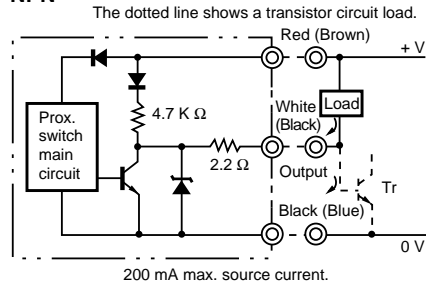 NPN
The dotted line shows a transistor circuit load.
Red (Brown)
+ V
4.7 K Ω
White
(Black)
Load
Prox.
switch
main
circuit
2.2 Ω
Output
Tr
Black (Blue)
0 V
200 mA max. source current.